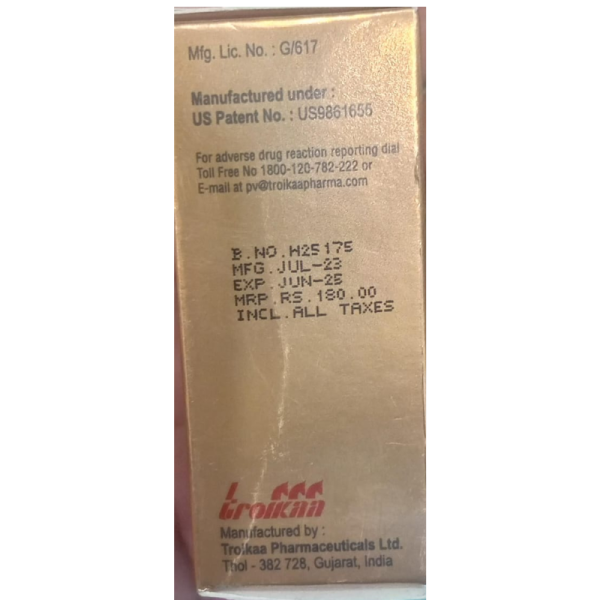 Mfg. Lic. No. : G/617
Manufactured under :
US Patent No. : US9861655
For adverse drug reaction reporting dial
Toll Free No 1800-120-782-222 or
E-mail at pv@troikaapharma.com
B.NO.W25175
MFG.JUL-23
EXP.JUN-25
MRP.RS.180.00
INCL.ALL TAXES
troikaa
Manufactured by :
Troikaa Pharmaceuticals Ltd.
Thol - 382 728, Gujarat, India